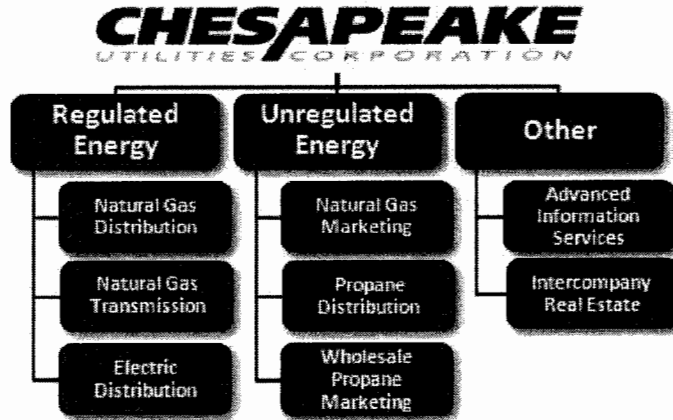 CHESAPEAKE
UTILITIES CORPORATION
Regulated
Energy
Unregulated
Energy
Other
Natural Gas
Distribution
Natural Gas
Transmission
Electric
Distribution
Natural Gas
Marketing
Propane
Distribution
Wholesale
Propane
Marketing
Advanced
Information
Services
Intercompany
Real Estate